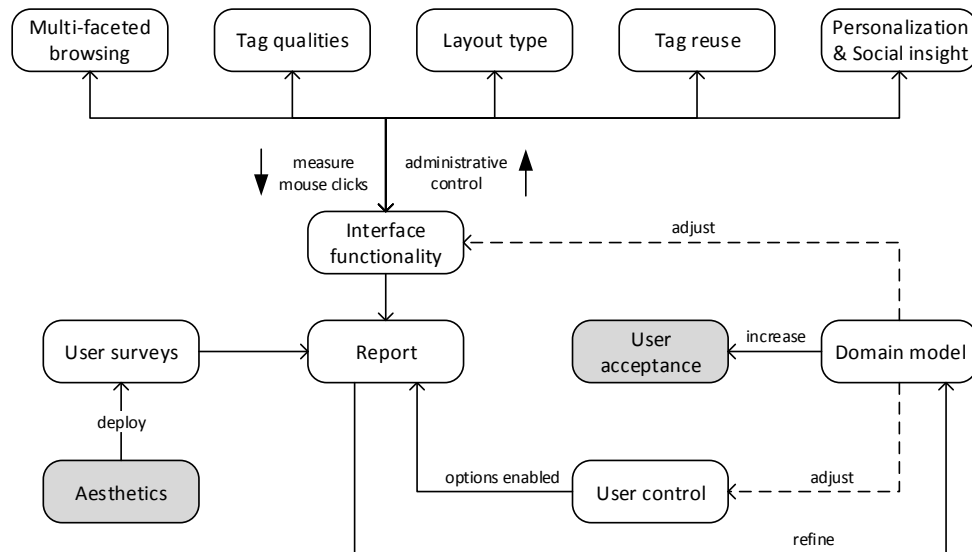 Multi-faceted
browsing
Tag qualities
Layout type
Tag reuse
Personalization
& Social insight
measure
mouse clicks
administrative
control
Interface
functionality
adjust
User surveys
Report
User
acceptance
increase
Domain model
deploy
Aesthetics
options enabled
User control
adjust
refine